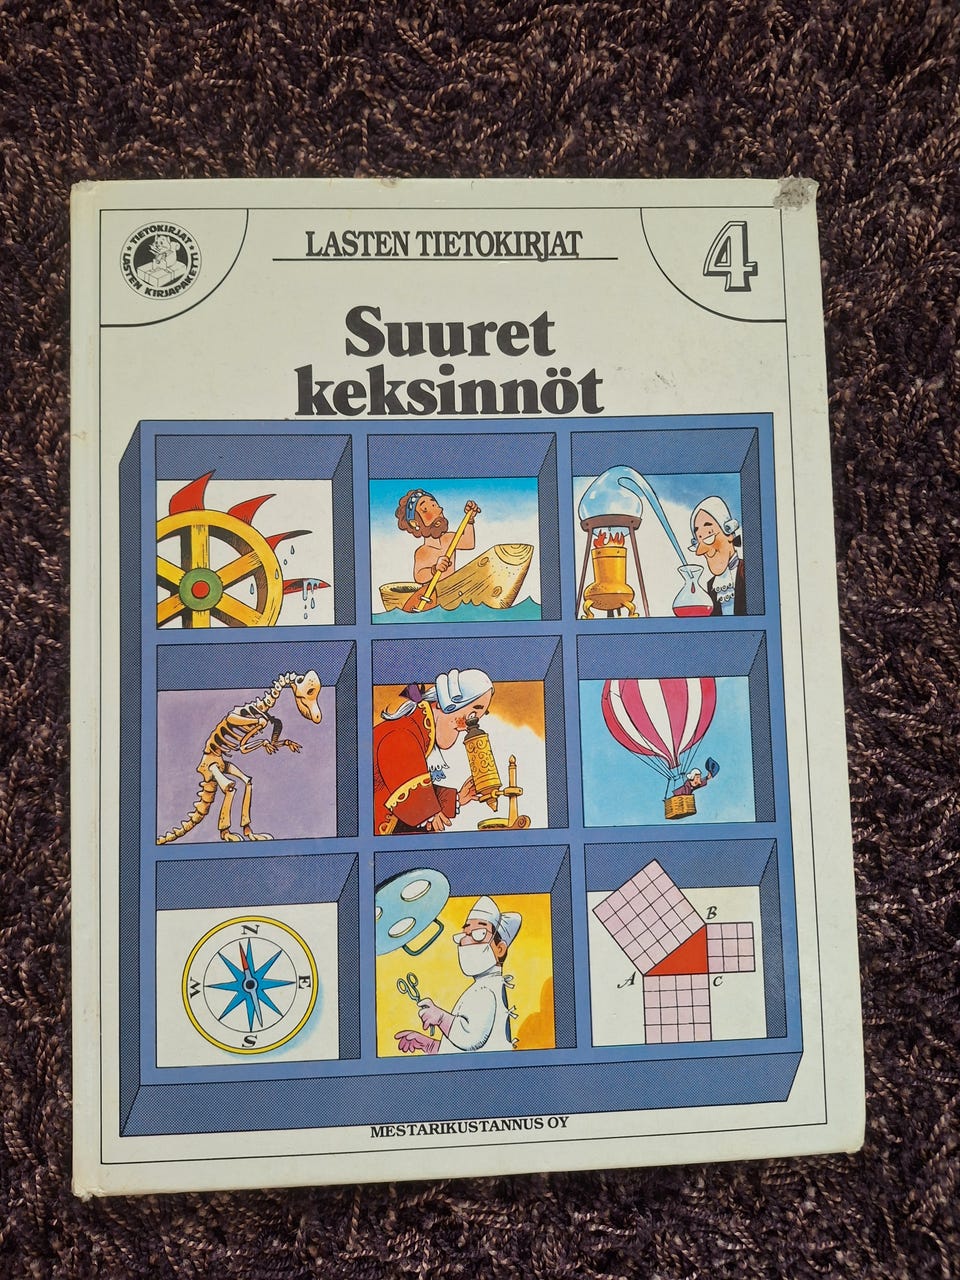 TIETOKIRJAT
LASTEN KIRJAPAKETTI
LASTEN TIETOKIRJAT
4
Suuret
keksinnöt
N
W
E
S
B
A
C
MESTARIKUSTANNUS OY